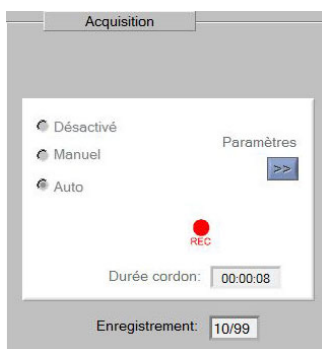 Acquisition
Désactivé
Manuel
Paramètres
>>
Auto
REC
Durée cordon: 00:00:08
Enregistrement: 10/99